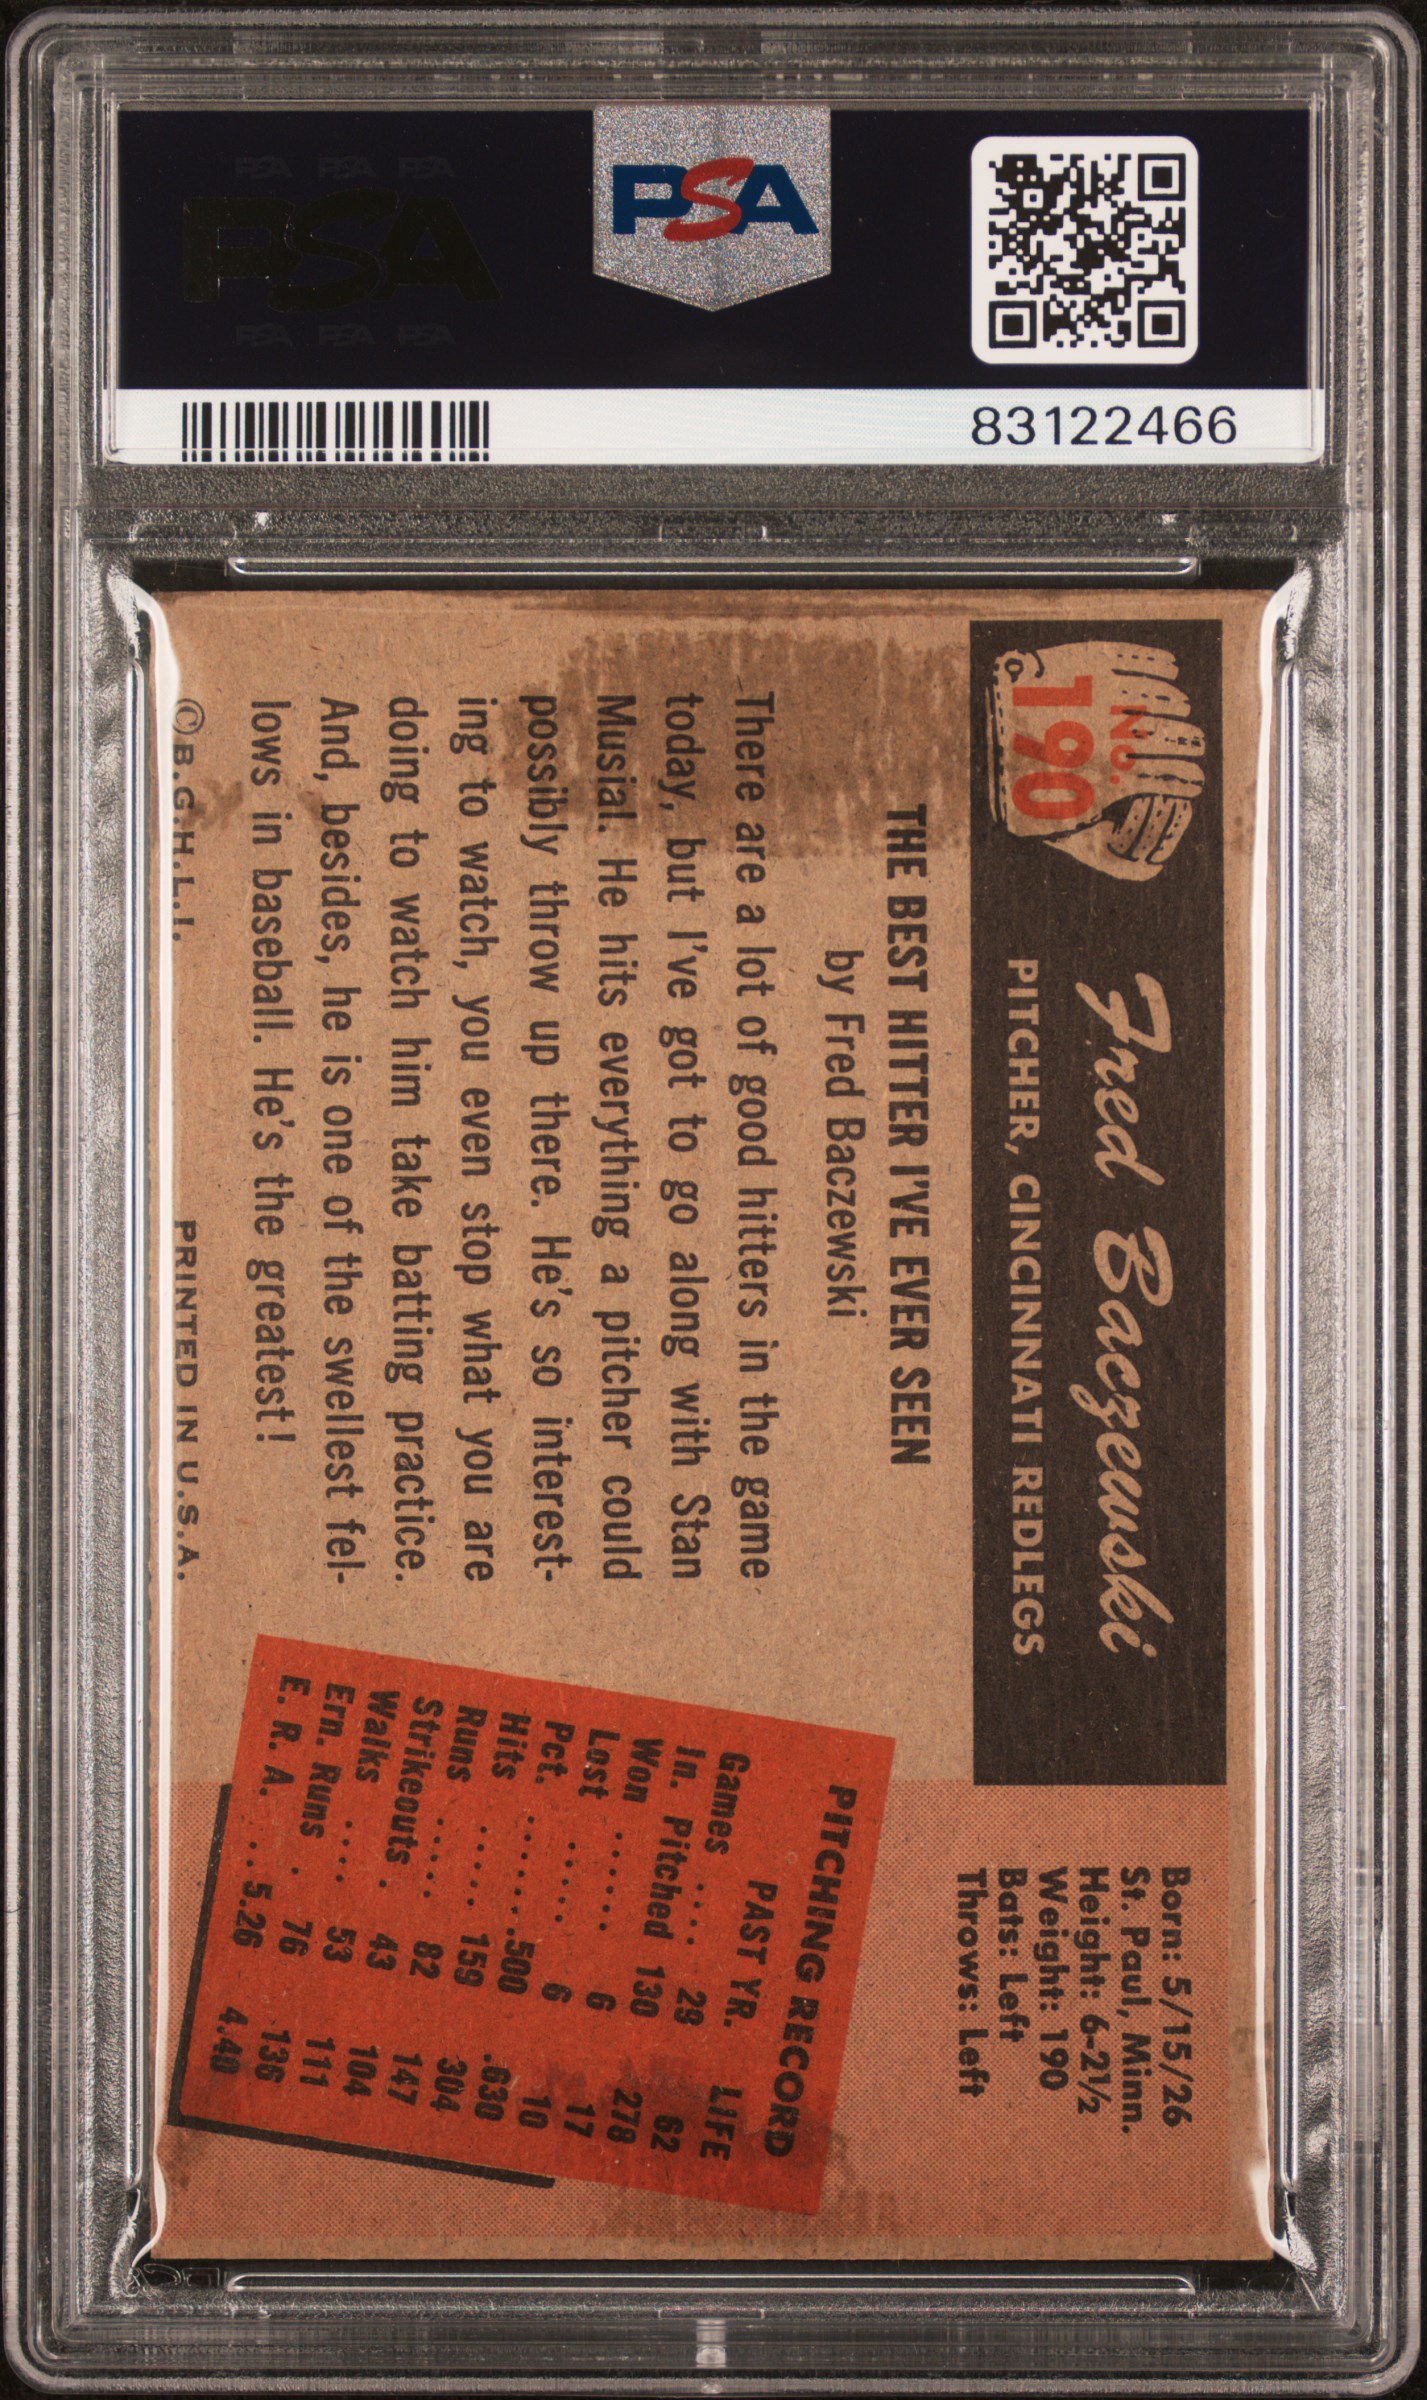 PSA PSA PSA
PSA
PSA PSA PSA
PSA
83122466
No.
190
Fred Baczewski
PITCHER, CINCINNATI REDLEGS
Born: 5/15/26
St. Paul, Minn.
Height: 6-2½
Weight: 190
Bats: Left
Throws: Left
THE BEST HITTER I'VE EVER SEEN
by Fred Baczewski
There are a lot of good hitters in the game
today, but I've got to go along with Stan
Musial. He hits everything a pitcher could
possibly throw up there. He's so interest-
ing to watch, you even stop what you are
doing to watch him take batting practice.
And, besides, he is one of the swellest fel-
lows in baseball. He's the greatest!
PITCHING RECORD
PAST YR. LIFE
Games .... 29 62
In. Pitched 130 278
Won ...... 6 17
Lost ..... 6 10
Pct. ......... .500 .630
Hits ..... 159 304
Runs ..... 82 147
Strikeouts . 43 104
Walks .... 53 111
Ern. Runs . 76 136
E. R. A. ... 5.26 4.40
© B.G.H.L.I. PRINTED IN U.S.A.